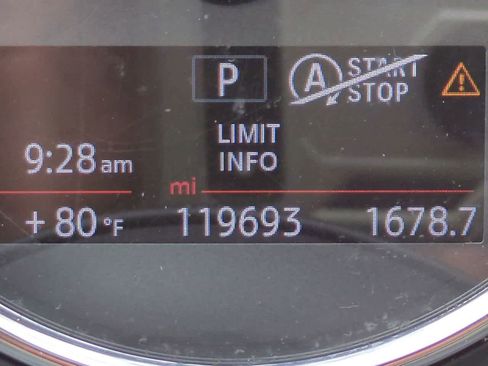 P A START
STOP
LIMIT
INFO
9:28 am
mi
+ 80 °F 119693 1678.7